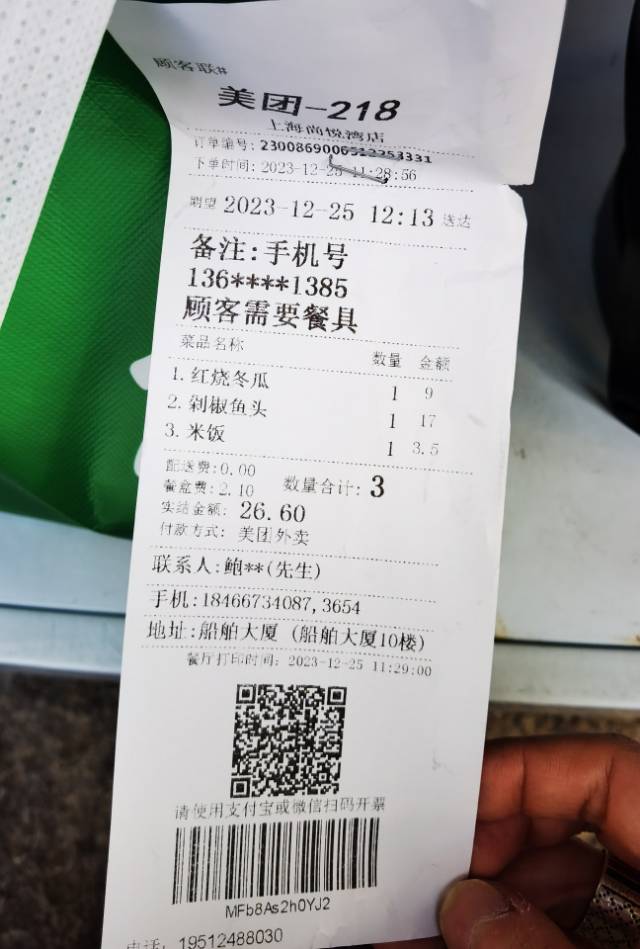 顾客联#
美团-218
订单编号: 2300869006512253331
下单时间: 2023-12-25 11:28:56
期望 2023-12-25 12:13 送达
备注:手机号
136****1385
顾客需要餐具
菜品名称 数量 金额
1. 红烧冬瓜 1 9
2. 剁椒鱼头 1 17
3. 米饭 1 3.5
配送费:0.00
餐盒费: 2.10 数量合计: 3
实结金额: 26.60
付款方式: 美团外卖
联系人:鲍**(先生)
手机:18466734087,3654
地址:船舶大厦 (船舶大厦10楼)
餐厅打印时间: 2023-12-25 11:29:00
请使用支付宝或微信扫码开票
MFb8As2h0YJ2
电话: 19512488030